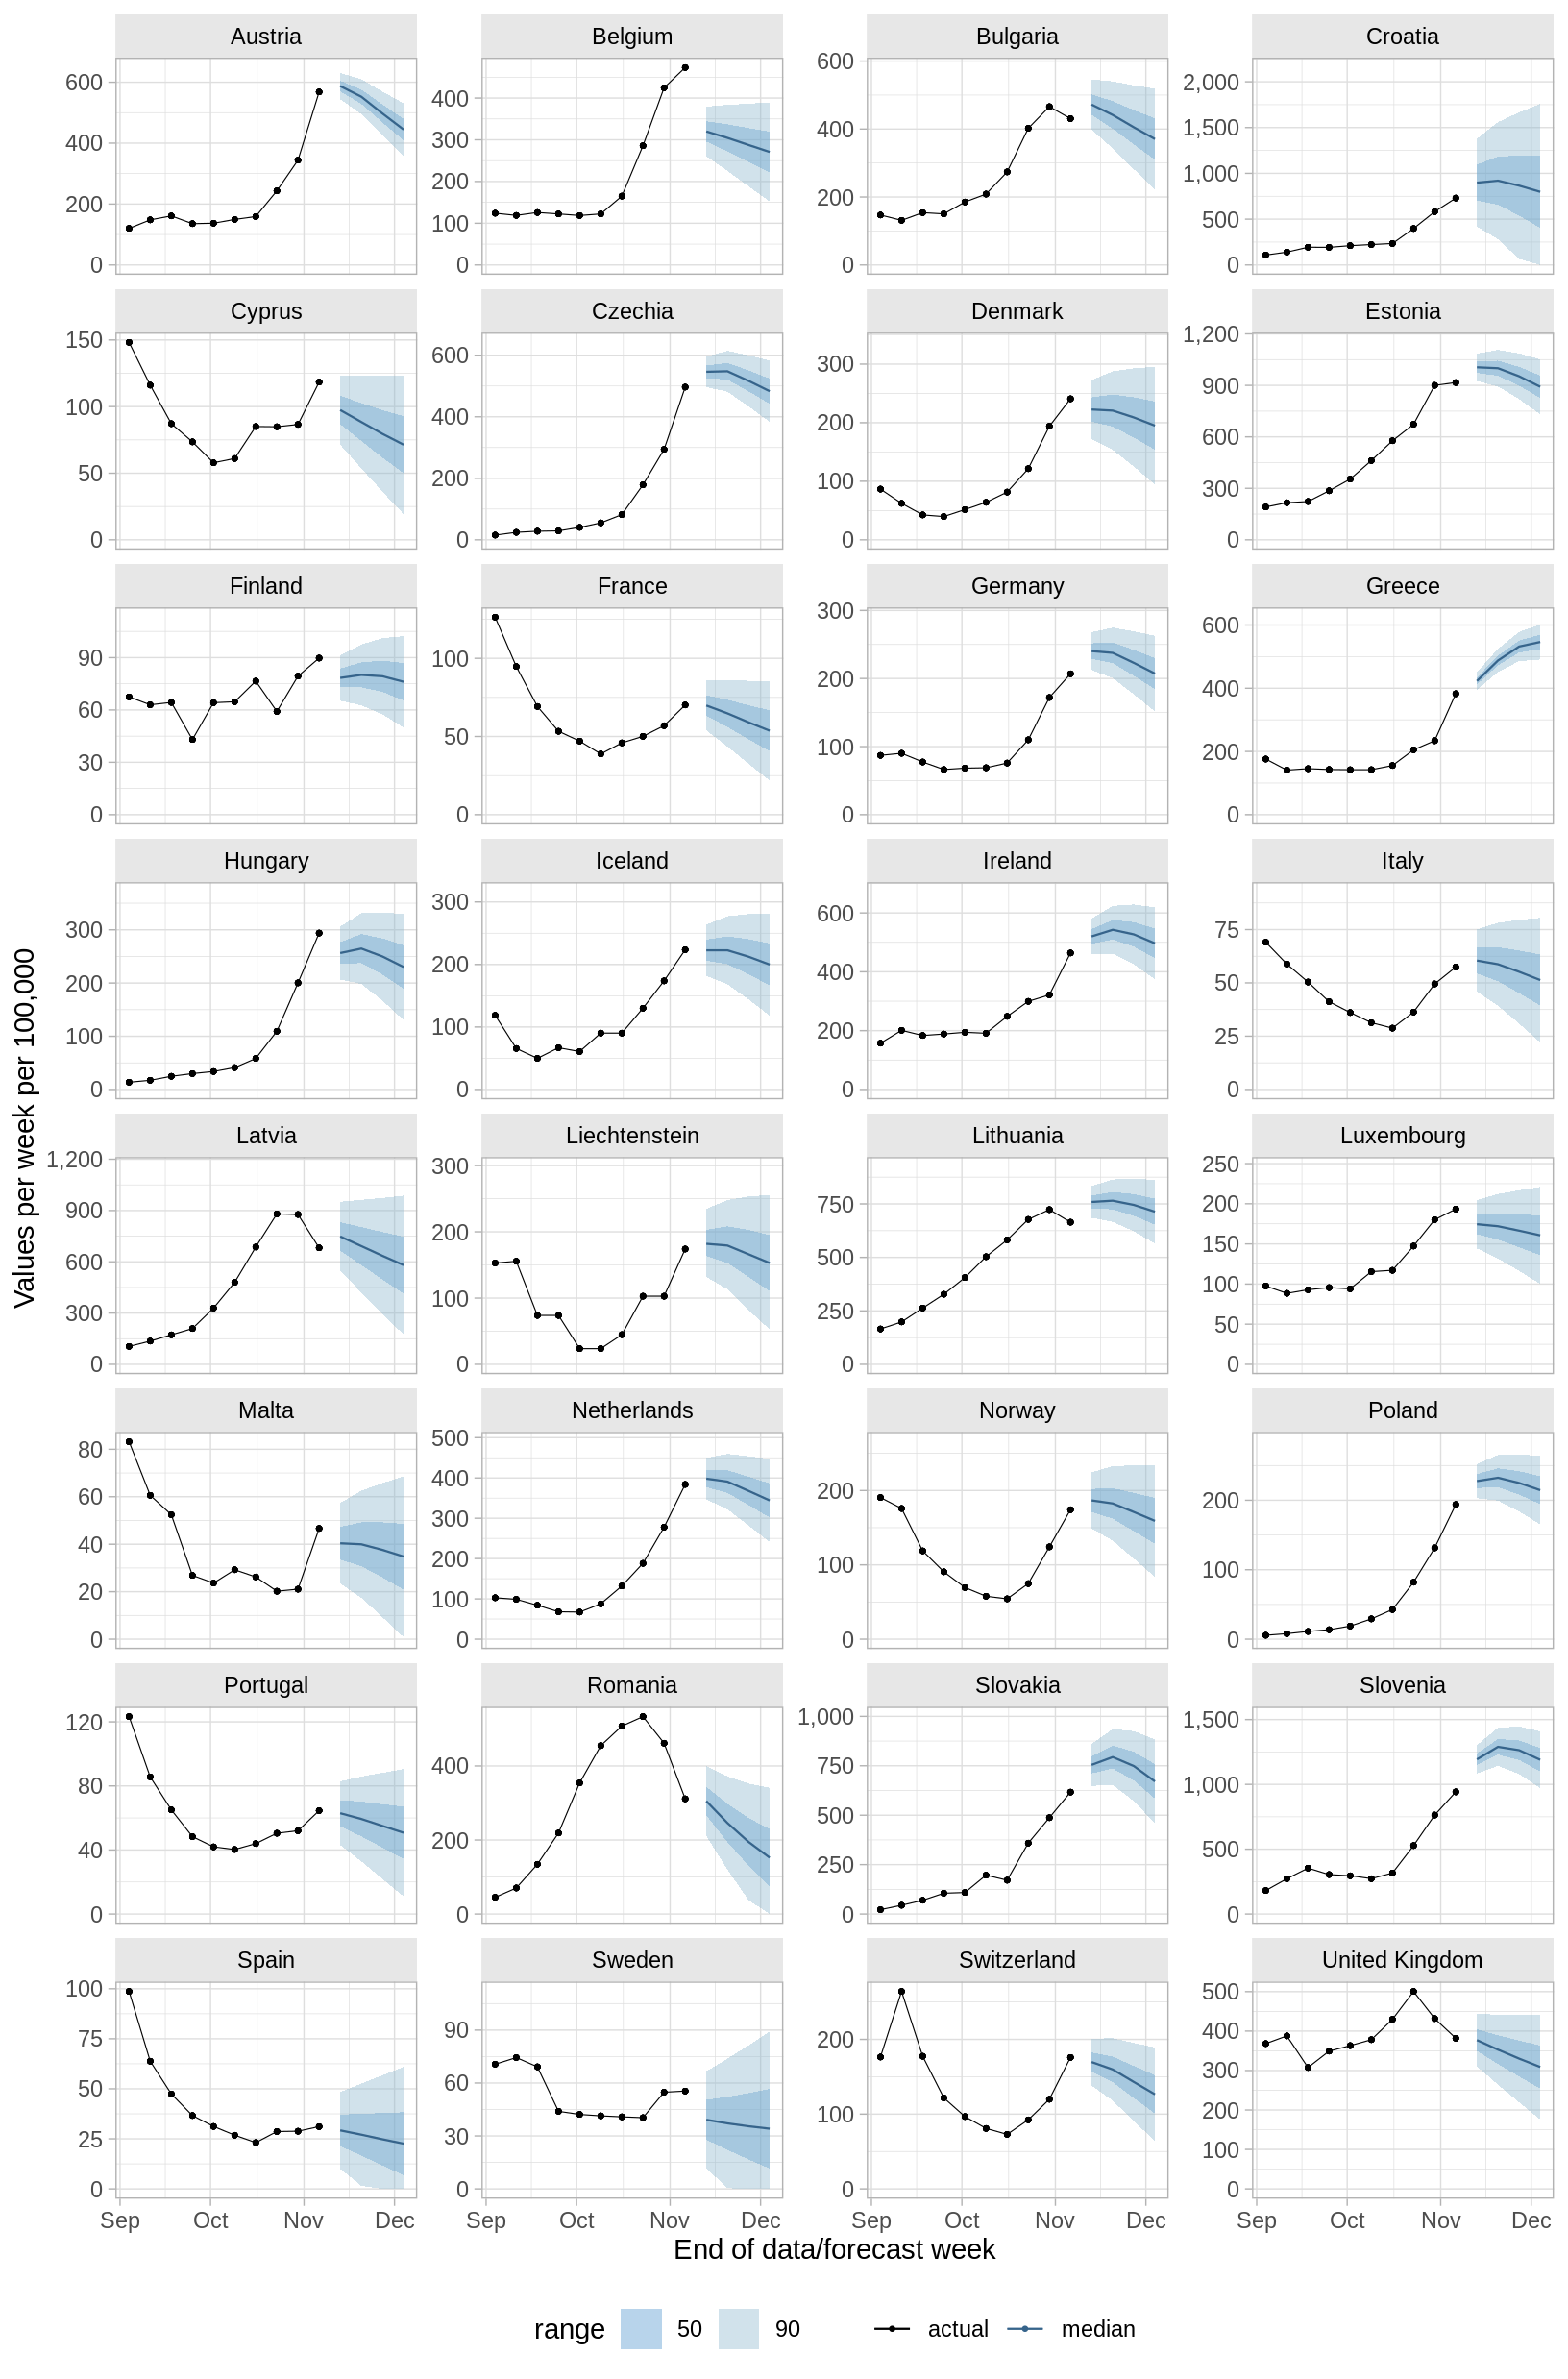 Austria Belgium Bulgaria Croatia
600 400 200 0
400 300 200 100 0
600 400 200 0
2,000 1,500 1,000 500 0
Cyprus Czechia Denmark Estonia
150 100 50 0
600 400 200 0
300 200 100 0
1,200 900 600 300 0
Finland France Germany Greece
90 60 30 0
100 50 0
300 200 100 0
600 400 200 0
Hungary Iceland Ireland Italy
300 200 100 0
300 200 100 0
600 400 200 0
75 50 25 0
Values per week per 100,000
Latvia Liechtenstein Lithuania Luxembourg
1,200 900 600 300 0
300 200 100 0
750 500 250 0
250 200 150 100 50 0
Malta Netherlands Norway Poland
80 60 40 20 0
500 400 300 200 100 0
200 100 0
200 100 0
Portugal Romania Slovakia Slovenia
120 80 40 0
400 200 0
1,000 750 500 250 0
1,500 1,000 500 0
Spain Sweden Switzerland United Kingdom
100 75 50 25 0
90 60 30 0
200 100 0
500 400 300 200 100 0
Sep Oct Nov Dec Sep Oct Nov Dec Sep Oct Nov Dec Sep Oct Nov Dec
End of data/forecast week
range 50 90 actual median